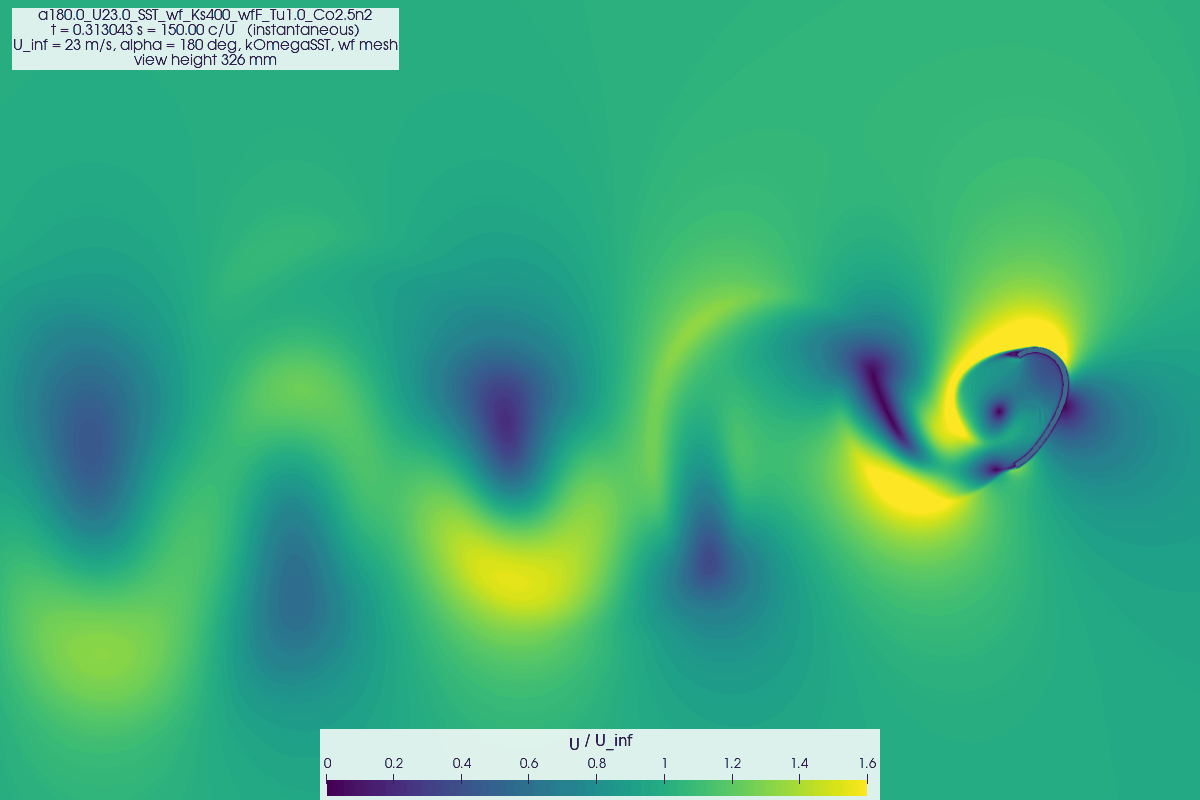 a180.0_U23.0_SST_wf_Ks400_wfF_Tu1.0_Co2.5n2
t = 0.313043 s = 150.00 c/U (instantaneous)
U_inf = 23 m/s, alpha = 180 deg, kOmegaSST, wf mesh
view height 326 mm
U / U_inf
0 0.2 0.4 0.6 0.8 1 1.2 1.4 1.6